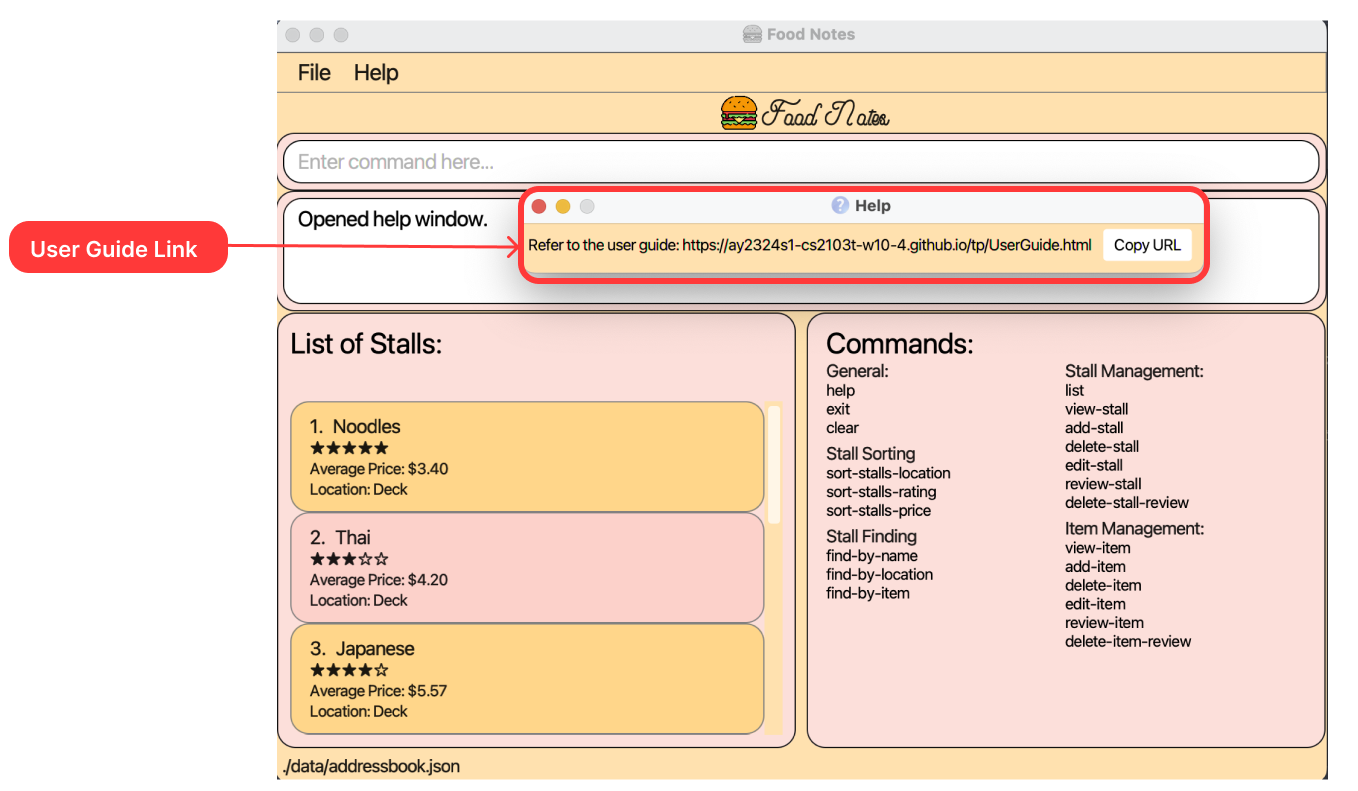 Food Notes
File Help
Food Notes
Enter command here...
Opened help window.
Help
User Guide Link
Refer to the user guide: https://ay2324s1-cs2103t-w10-4.github.io/tp/UserGuide.html Copy URL
List of Stalls:
1. Noodles
★★★★★
Average Price: $3.40
Location: Deck
2. Thai
★★★☆☆
Average Price: $4.20
Location: Deck
3. Japanese
★★★★☆
Average Price: $5.57
Location: Deck
Commands:
General:
help
exit
clear
Stall Sorting
sort-stalls-location
sort-stalls-rating
sort-stalls-price
Stall Finding
find-by-name
find-by-location
find-by-item
Stall Management:
list
view-stall
add-stall
delete-stall
edit-stall
review-stall
delete-stall-review
Item Management:
view-item
add-item
delete-item
edit-item
review-item
delete-item-review
./data/addressbook.json